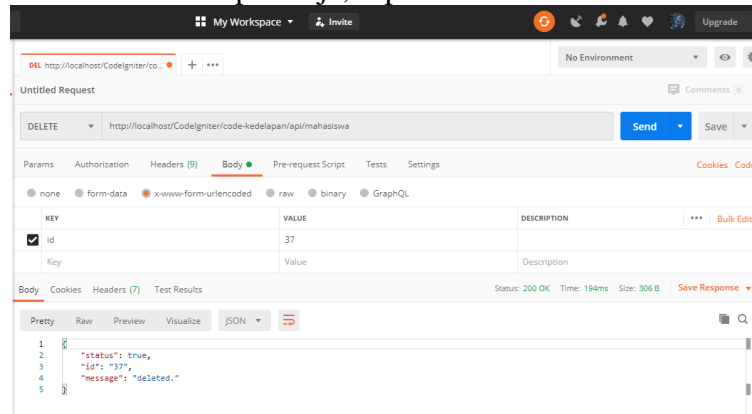 My Workspace Invite Upgrade
DEL http://localhost/CodeIgniter/co... + ••• No Environment
Untitled Request Comments 0
DELETE http://localhost/CodeIgniter/code-kedelapan/api/mahasiswa Send Save
Params Authorization Headers (9) Body Pre-request Script Tests Settings Cookies Code
none form-data x-www-form-urlencoded raw binary GraphQL
KEY VALUE DESCRIPTION ••• Bulk Edit
id 37
Key Value Description
Body Cookies Headers (7) Test Results Status: 200 OK Time: 194ms Size: 306 B Save Response
Pretty Raw Preview Visualize JSON
1 {
2 "status": true,
3 "id": "37",
4 "message": "deleted."
5 }